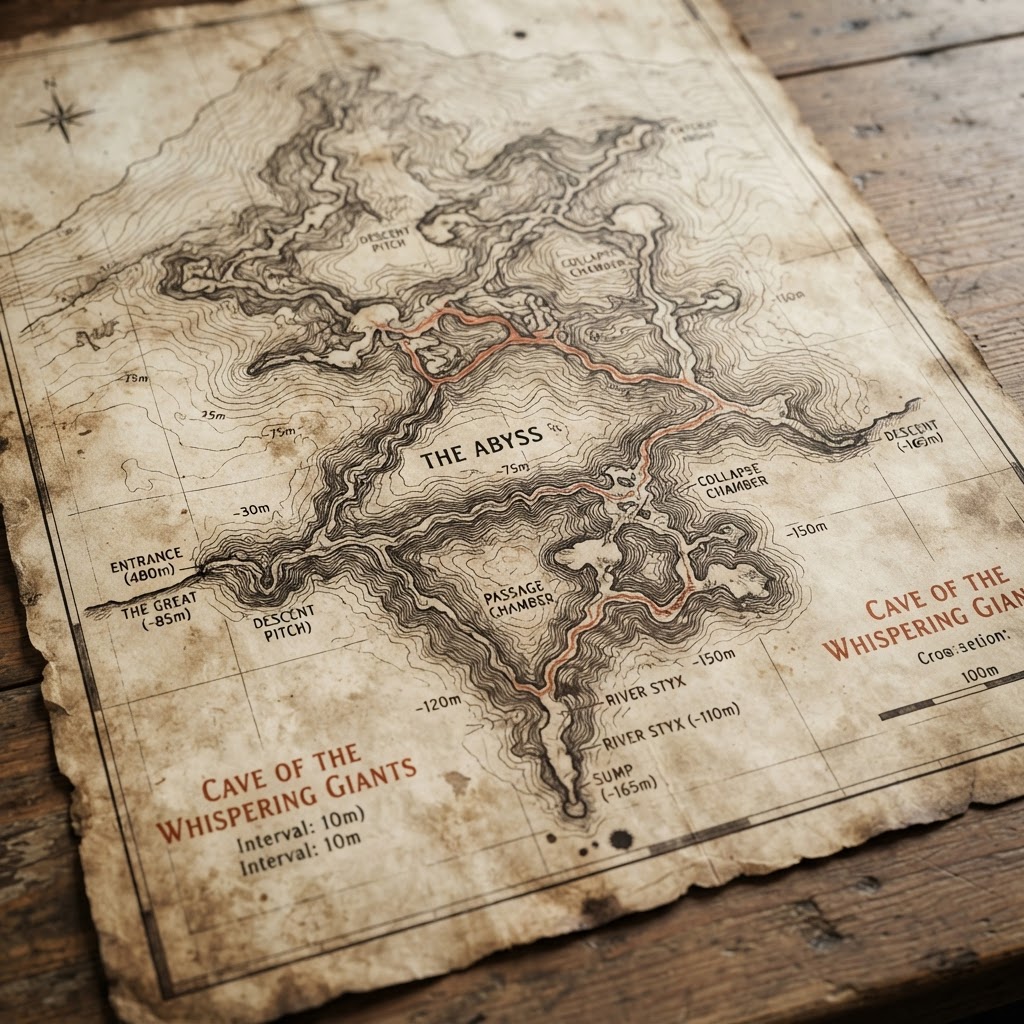 N
DESCENT
PITCH
COLLAPSE
CHAMBER
-110m
-75m
-25m
-75m
THE ABYSS
-75m
DESCENT
COLLAPSE
CHAMBER
-30m
-150m
ENTRANCE
(480m)
THE GREAT
(-85m)
DESCENT
PITCH)
PASSAGE
CHAMBER
CAVE OF THE
WHISPERING GIAN
100m
-150m
-120m
RIVER STYX
RIVER STYX (-110m)
SUMP
(-165m)
CAVE OF THE
WHISPERING GIANTS
Interval: 10m)
Interval: 10m